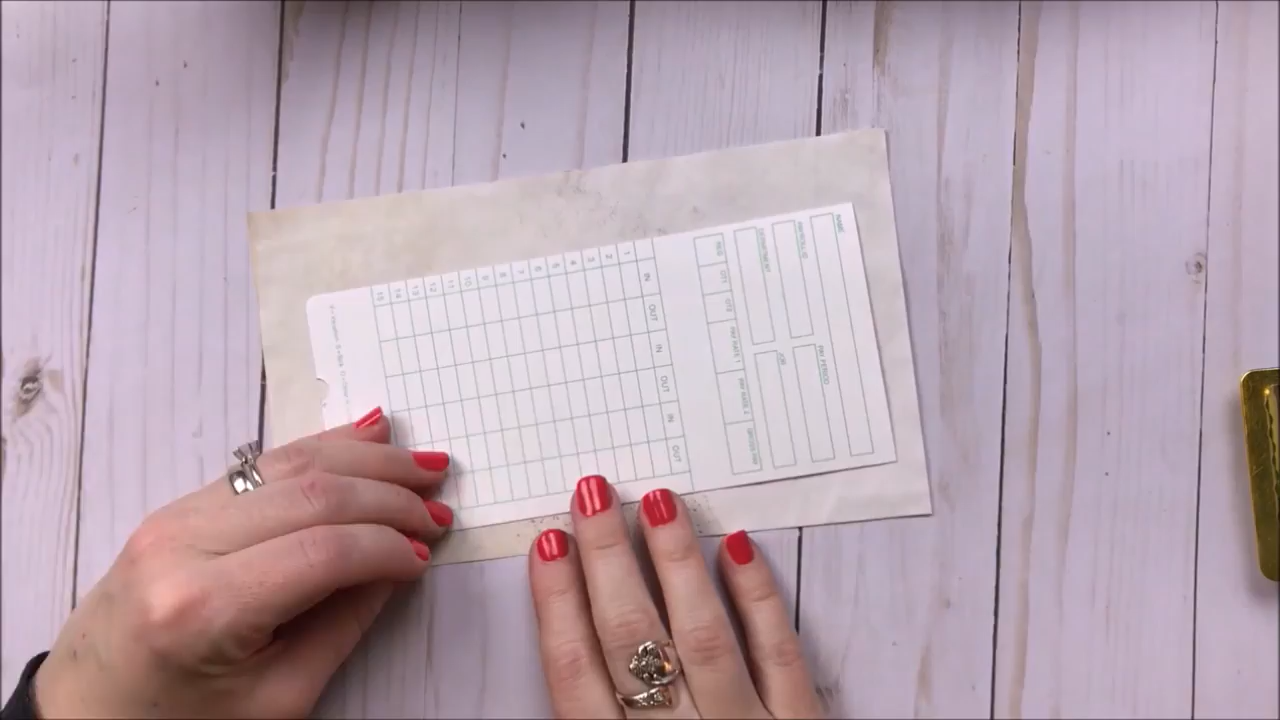 NAME
PAYROLL ID
PAY PERIOD
DEPARTMENT
JOB
REG OT1 OT2 PAY RATE 1 PAY RATE 2 GROSS PAY
IN OUT IN OUT IN OUT
1
2
3
4
5
6
7
8
9
10
11
12
13
14
15